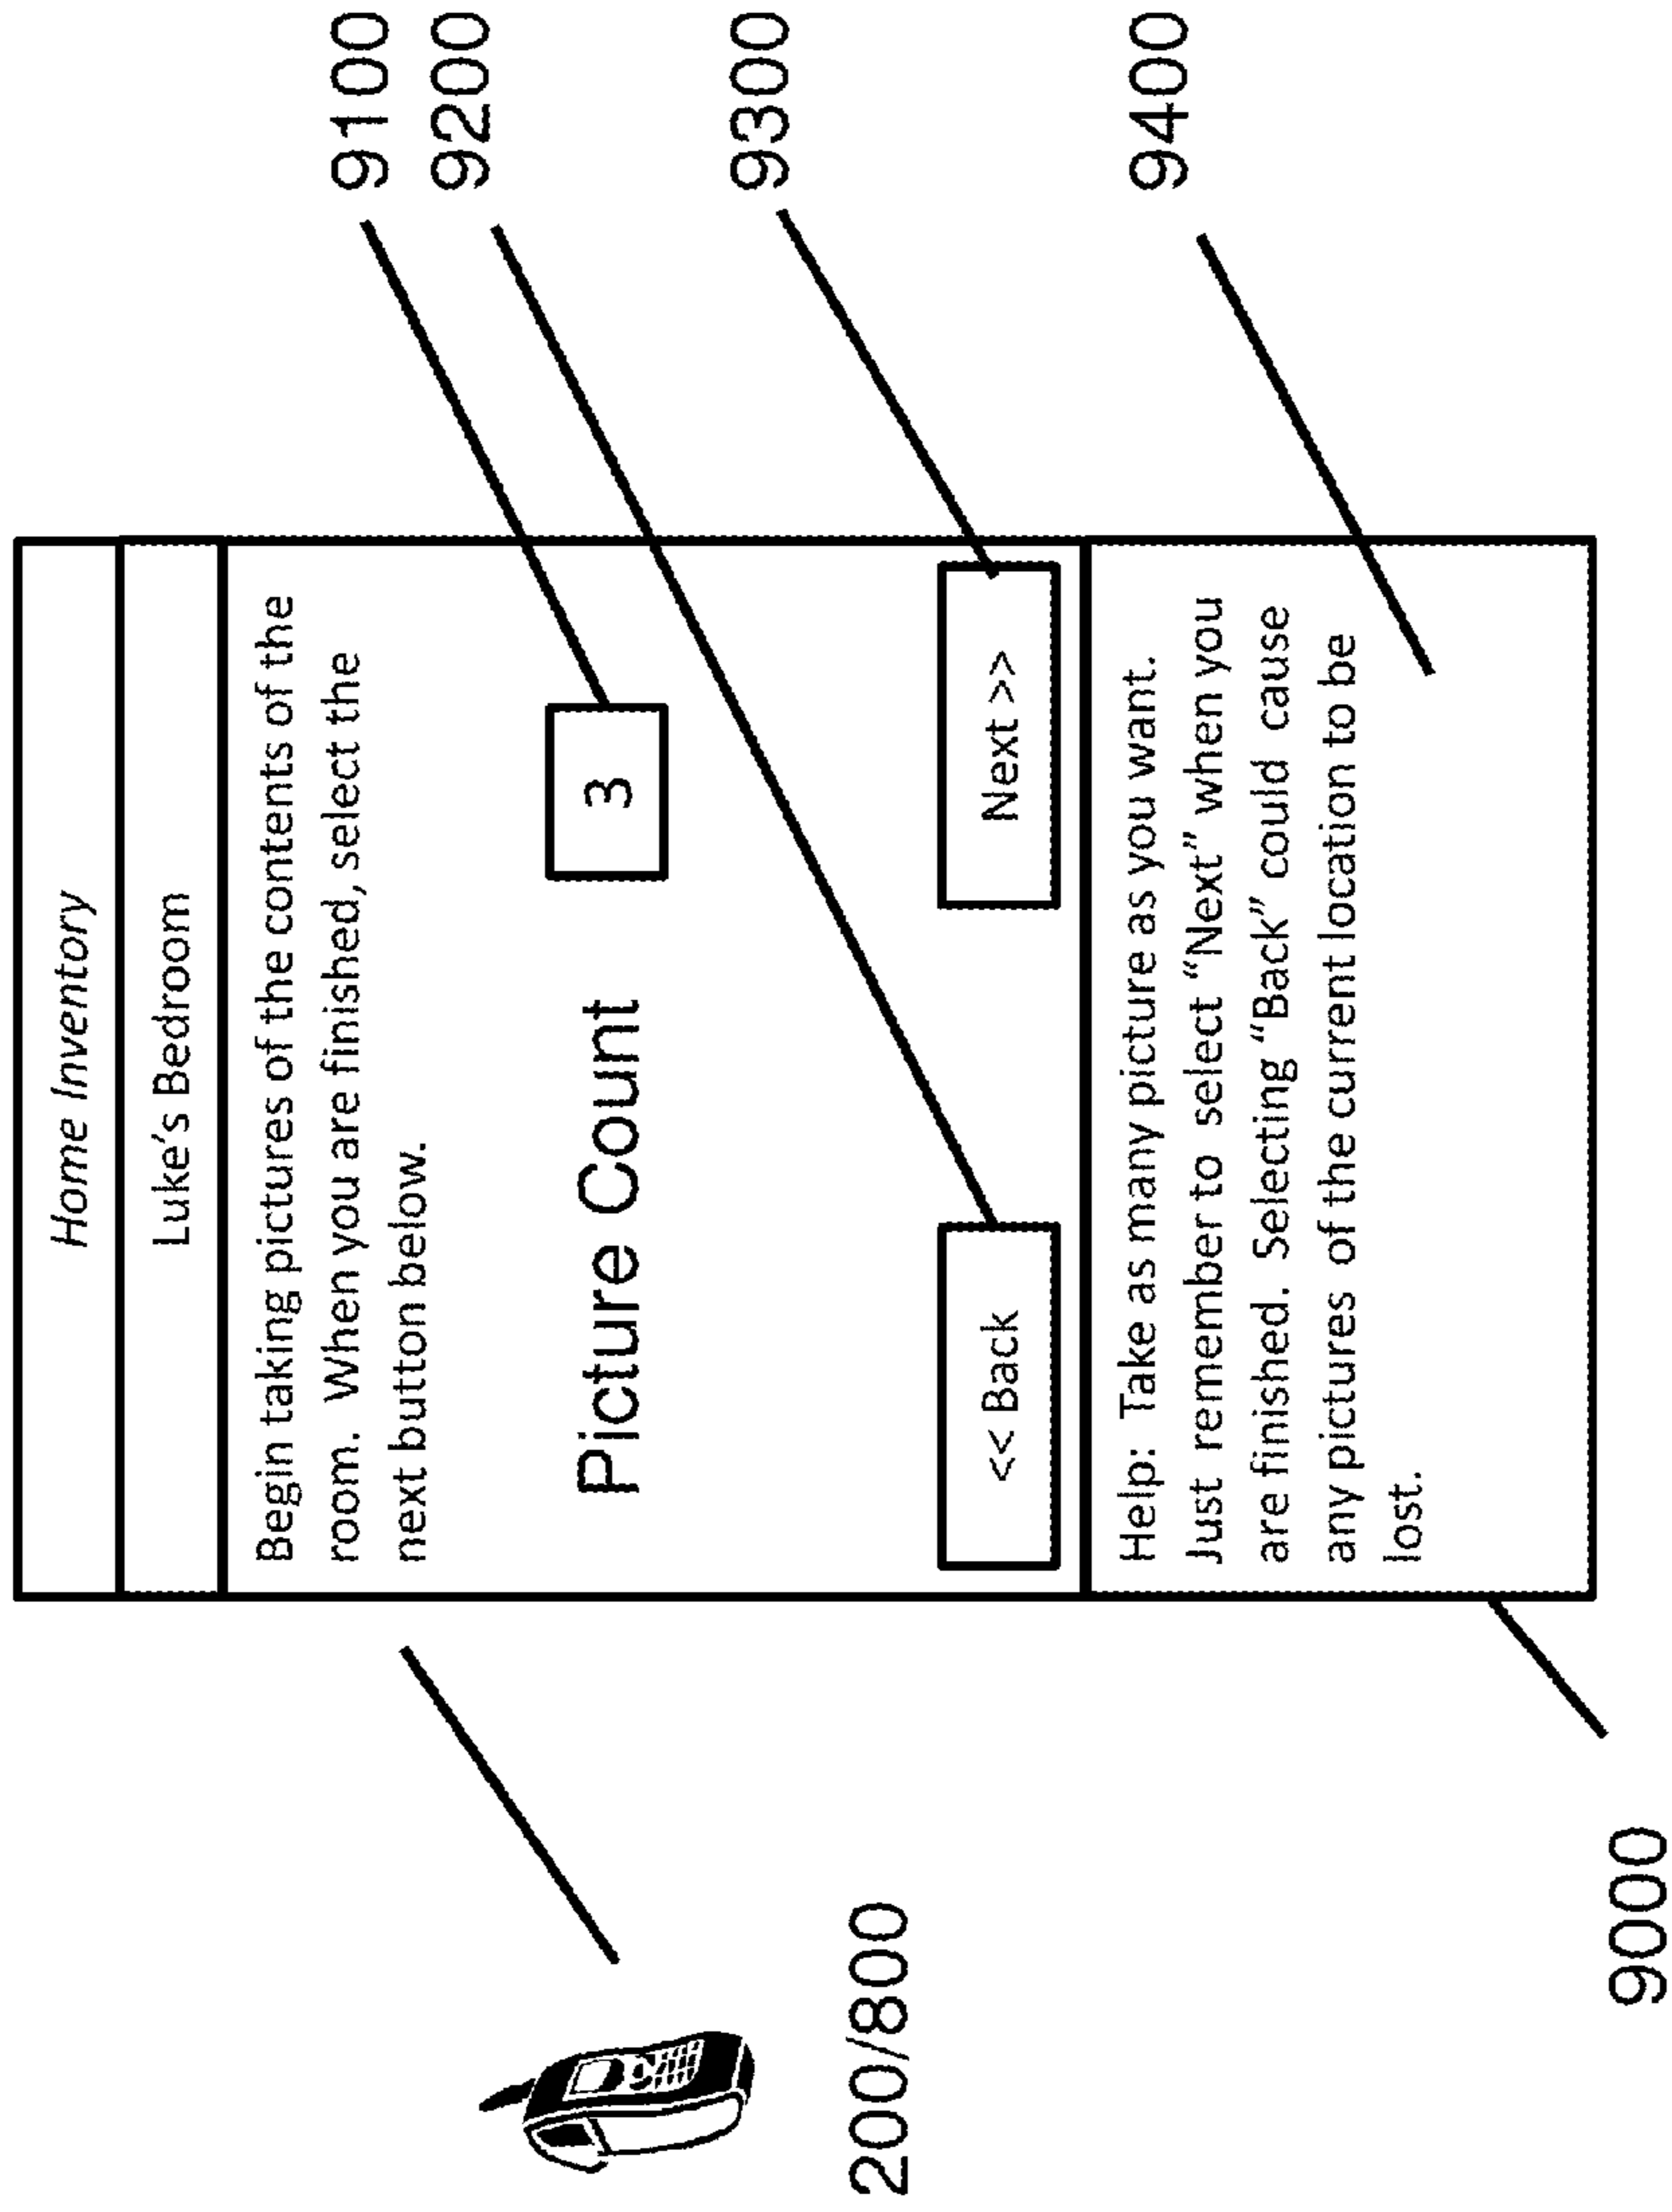 Home Inventory
Luke's Bedroom
Begin taking pictures of the contents of the
room. When you are finished, select the
next button below.
Picture Count 3
<< Back Next >>
Help: Take as many picture as you want.
Just remember to select "Next" when you
are finished. Selecting "Back" could cause
any pictures of the current location to be
lost.
200/800
9000
9100
9200
9300
9400